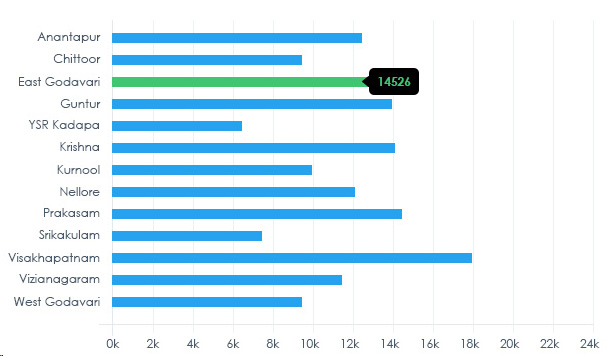 Anantapur
Chittoor
East Godavari 14526
Guntur
YSR Kadapa
Krishna
Kurnool
Nellore
Prakasam
Srikakulam
Visakhapatnam
Vizianagaram
West Godavari
0k 2k 4k 6k 8k 10k 12k 14k 16k 18k 20k 22k 24k